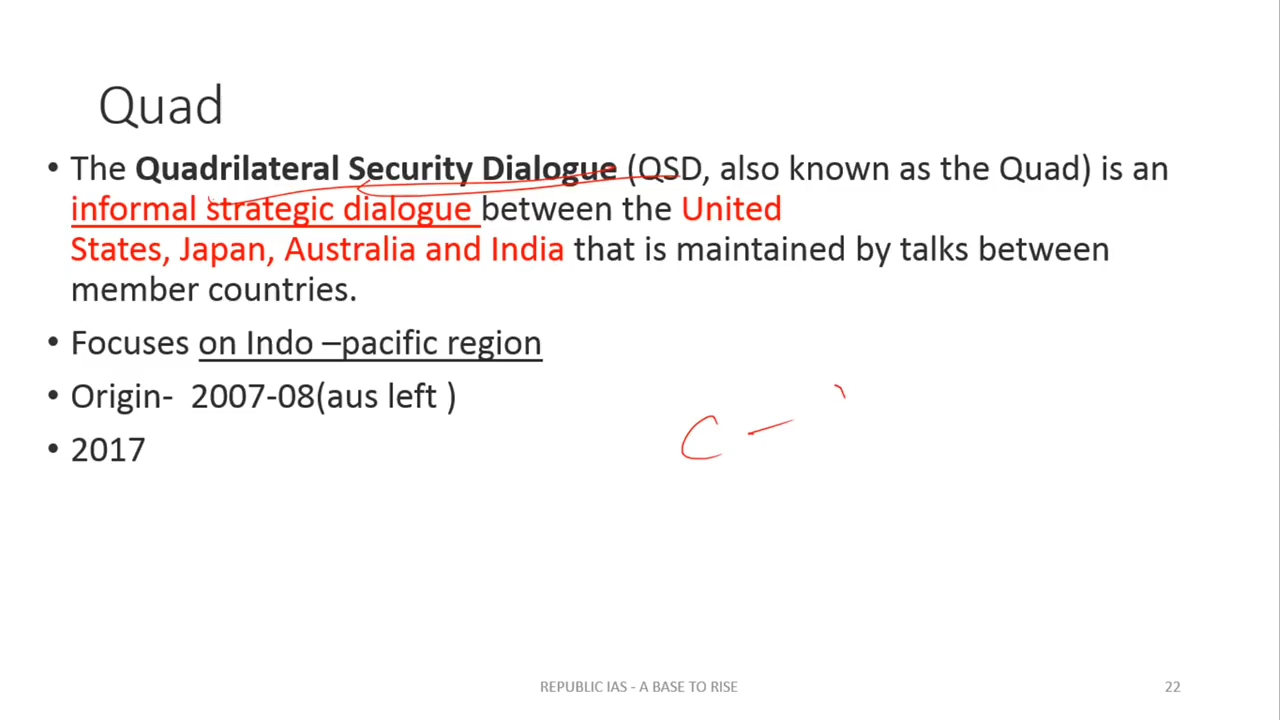 Quad
• The Quadrilateral Security Dialogue (QSD, also known as the Quad) is an
informal strategic dialogue between the United
States, Japan, Australia and India that is maintained by talks between
member countries.
• Focuses on Indo –pacific region
• Origin- 2007-08(aus left )
• 2017
C -
REPUBLIC IAS - A BASE TO RISE
22